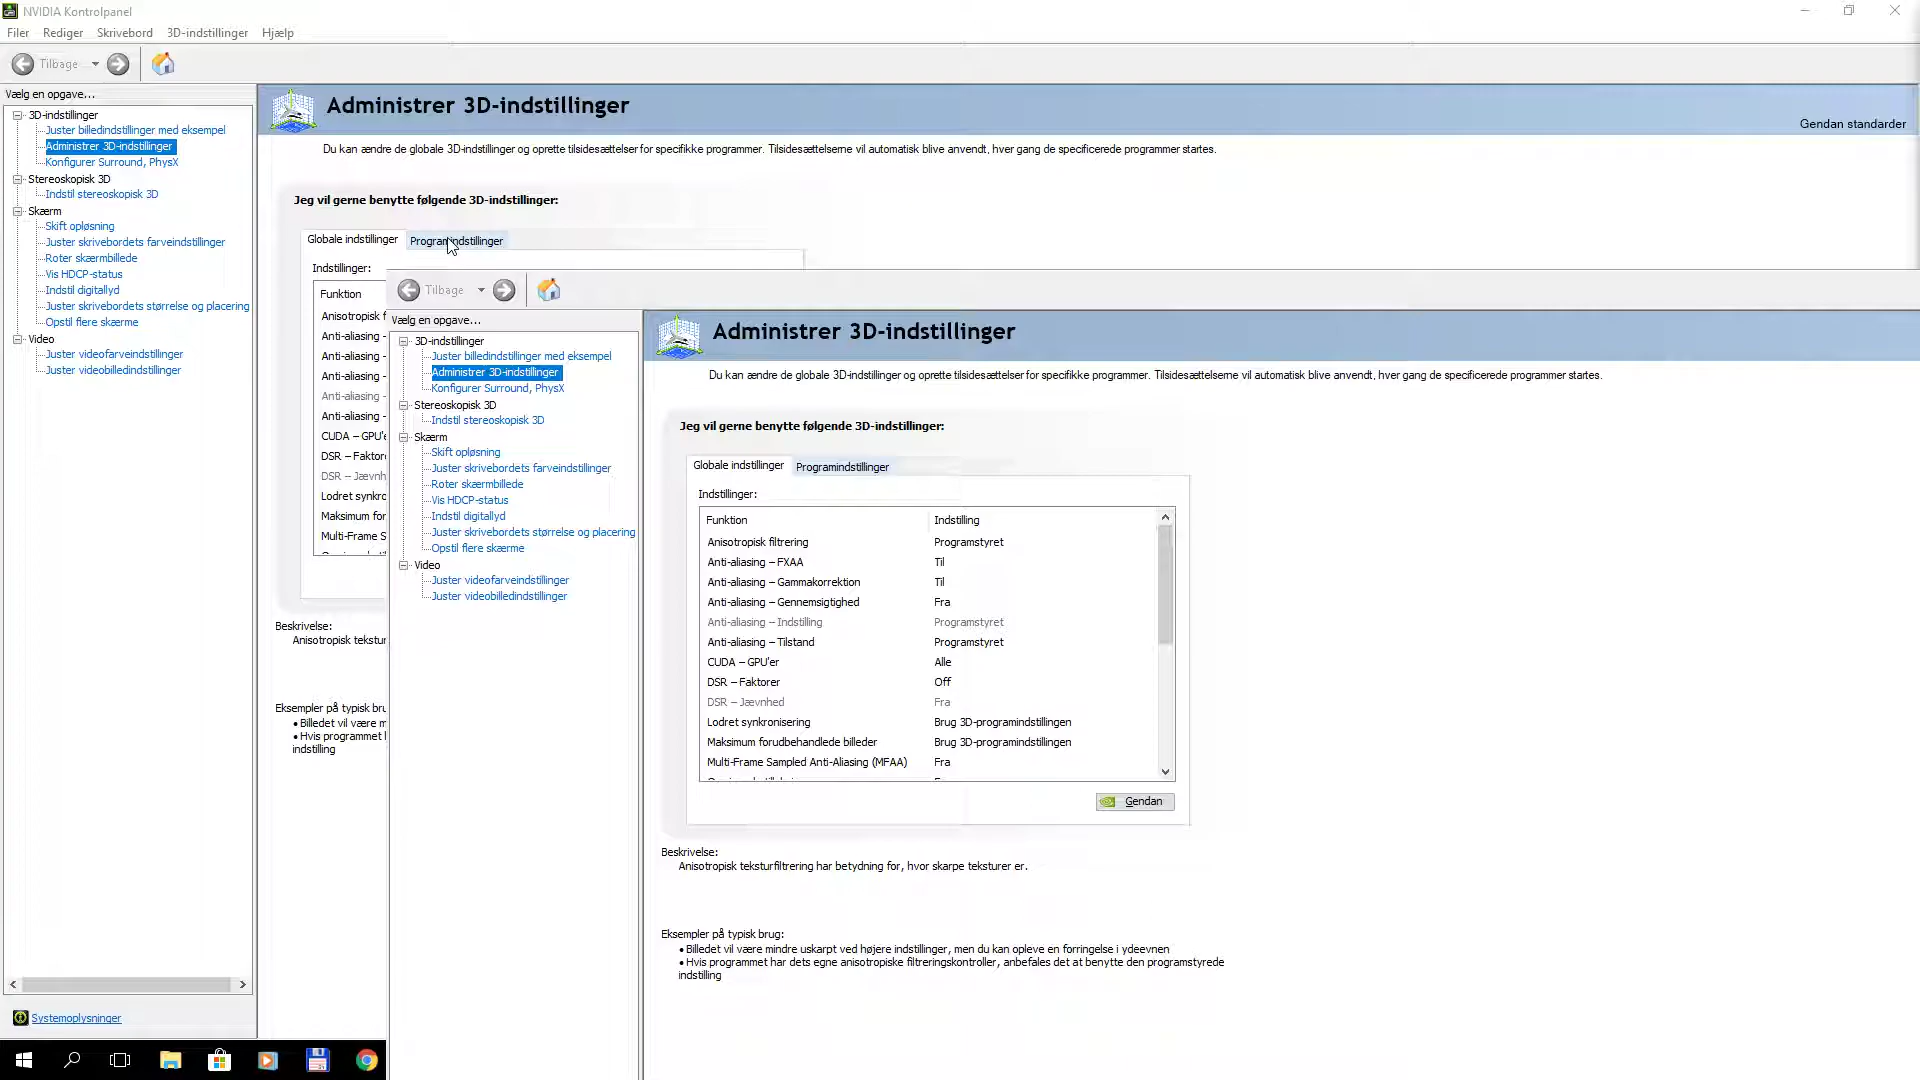 NVIDIA Kontrolpanel
Filer Rediger Skrivebord 3D-indstillinger Hjælp
Tilbage
Vælg en opgave...
3D-indstillinger
Juster billedindstillinger med eksempel
Administrer 3D-indstillinger
Konfigurer Surround, PhysX
Stereoskopisk 3D
Indstil stereoskopisk 3D
Skærm
Skift opløsning
Juster skrivebordets farveindstillinger
Roter skærmbillede
Vis HDCP-status
Indstil digitallyd
Juster skrivebordets størrelse og placering
Opstil flere skærme
Video
Juster videofarveindstillinger
Juster videobilledindstillinger
Systemoplysninger
Administrer 3D-indstillinger
Gendan standarder
Du kan ændre de globale 3D-indstillinger og oprette tilsidesættelser for specifikke programmer. Tilsidesættelserne vil automatisk blive anvendt, hver gang de specificerede programmer startes.
Jeg vil gerne benytte følgende 3D-indstillinger:
Globale indstillinger Programindstillinger
Indstillinger:
Funktion
Anisotropisk f
Anti-aliasing -
Anti-aliasing -
Anti-aliasing -
Anti-aliasing -
Anti-aliasing -
CUDA – GPU'e
DSR – Faktor
DSR – Jævnh
Lodret synkro
Maksimum for
Multi-Frame S
Beskrivelse:
Anisotropisk tekstur
Eksempler på typisk bru
• Billedet vil være m
• Hvis programmet
indstilling
Tilbage
Vælg en opgave...
3D-indstillinger
Juster billedindstillinger med eksempel
Administrer 3D-indstillinger
Konfigurer Surround, PhysX
Stereoskopisk 3D
Indstil stereoskopisk 3D
Skærm
Skift opløsning
Juster skrivebordets farveindstillinger
Roter skærmbillede
Vis HDCP-status
Indstil digitallyd
Juster skrivebordets størrelse og placering
Opstil flere skærme
Video
Juster videofarveindstillinger
Juster videobilledindstillinger
Administrer 3D-indstillinger
Du kan ændre de globale 3D-indstillinger og oprette tilsidesættelser for specifikke programmer. Tilsidesættelserne vil automatisk blive anvendt, hver gang de specificerede programmer startes.
Jeg vil gerne benytte følgende 3D-indstillinger:
Globale indstillinger Programindstillinger
Indstillinger:
Funktion Indstilling
Anisotropisk filtrering Programstyret
Anti-aliasing – FXAA Til
Anti-aliasing – Gammakorrektion Til
Anti-aliasing – Gennemsigtighed Fra
Anti-aliasing – Indstilling Programstyret
Anti-aliasing – Tilstand Programstyret
CUDA – GPU'er Alle
DSR – Faktorer Off
DSR – Jævnhed Fra
Lodret synkronisering Brug 3D-programindstillingen
Maksimum forudbehandlede billeder Brug 3D-programindstillingen
Multi-Frame Sampled Anti-Aliasing (MFAA) Fra
Gendan
Beskrivelse:
Anisotropisk teksturfiltrering har betydning for, hvor skarpe teksturer er.
Eksempler på typisk brug:
• Billedet vil være mindre uskarpt ved højere indstillinger, men du kan opleve en forringelse i ydeevnen
• Hvis programmet har dets egne anisotropiske filtreringskontroller, anbefales det at benytte den programstyrede
indstilling